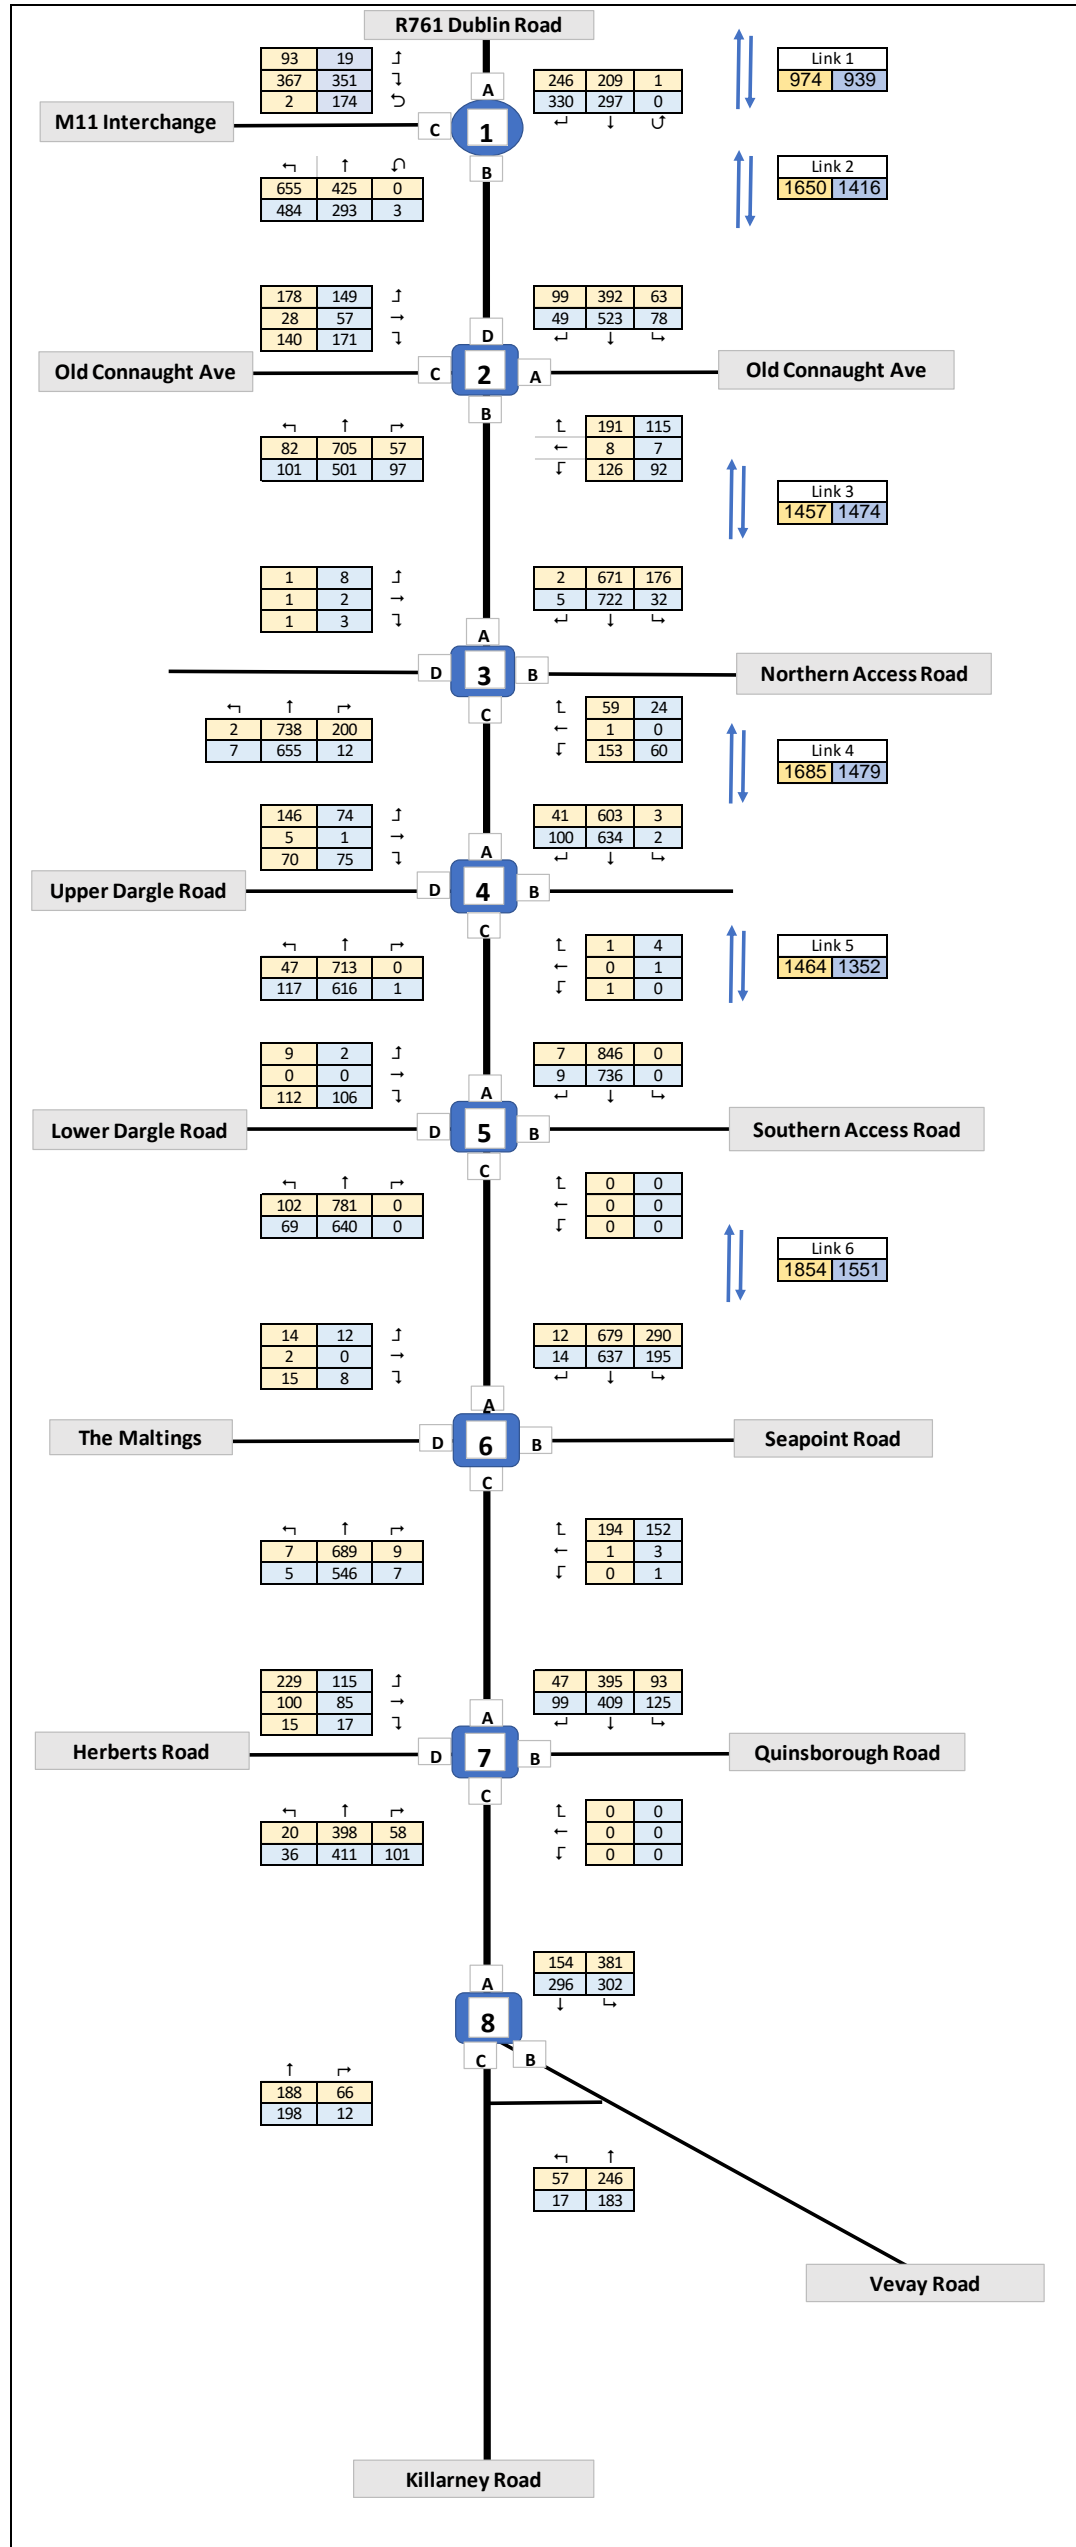 R761 Dublin Road
93 19
367 351
2 174
246 209 1
330 297 0
Link 1
974 939
M11 Interchange
A
C
1
B
Link 2
1650 1416
655 425 0
484 293 3
178 149
28 57
140 171
99 392 63
49 523 78
Old Connaught Ave
D
C
2
A
B
Old Connaught Ave
82 705 57
101 501 97
191 115
8 7
126 92
Link 3
1457 1474
1 8
1 2
1 3
2 671 176
5 722 32
A
D
3
B
C
Northern Access Road
2 738 200
7 655 12
59 24
1 0
153 60
Link 4
1685 1479
146 74
5 1
70 75
41 603 3
100 634 2
Upper Dargle Road
A
D
4
B
C
47 713 0
117 616 1
1 4
0 1
1 0
Link 5
1464 1352
9 2
0 0
112 106
7 846 0
9 736 0
Lower Dargle Road
A
D
5
B
C
Southern Access Road
102 781 0
69 640 0
0 0
0 0
0 0
Link 6
1854 1551
14 12
2 0
15 8
12 679 290
14 637 195
The Maltings
A
D
6
B
C
Seapoint Road
7 689 9
5 546 7
194 152
1 3
0 1
229 115
100 85
15 17
47 395 93
99 409 125
Herberts Road
A
D
7
B
C
Quinsborough Road
20 398 58
36 411 101
0 0
0 0
0 0
154 381
296 302
A
8
C
B
188 66
198 12
57 246
17 183
Vevay Road
Killarney Road